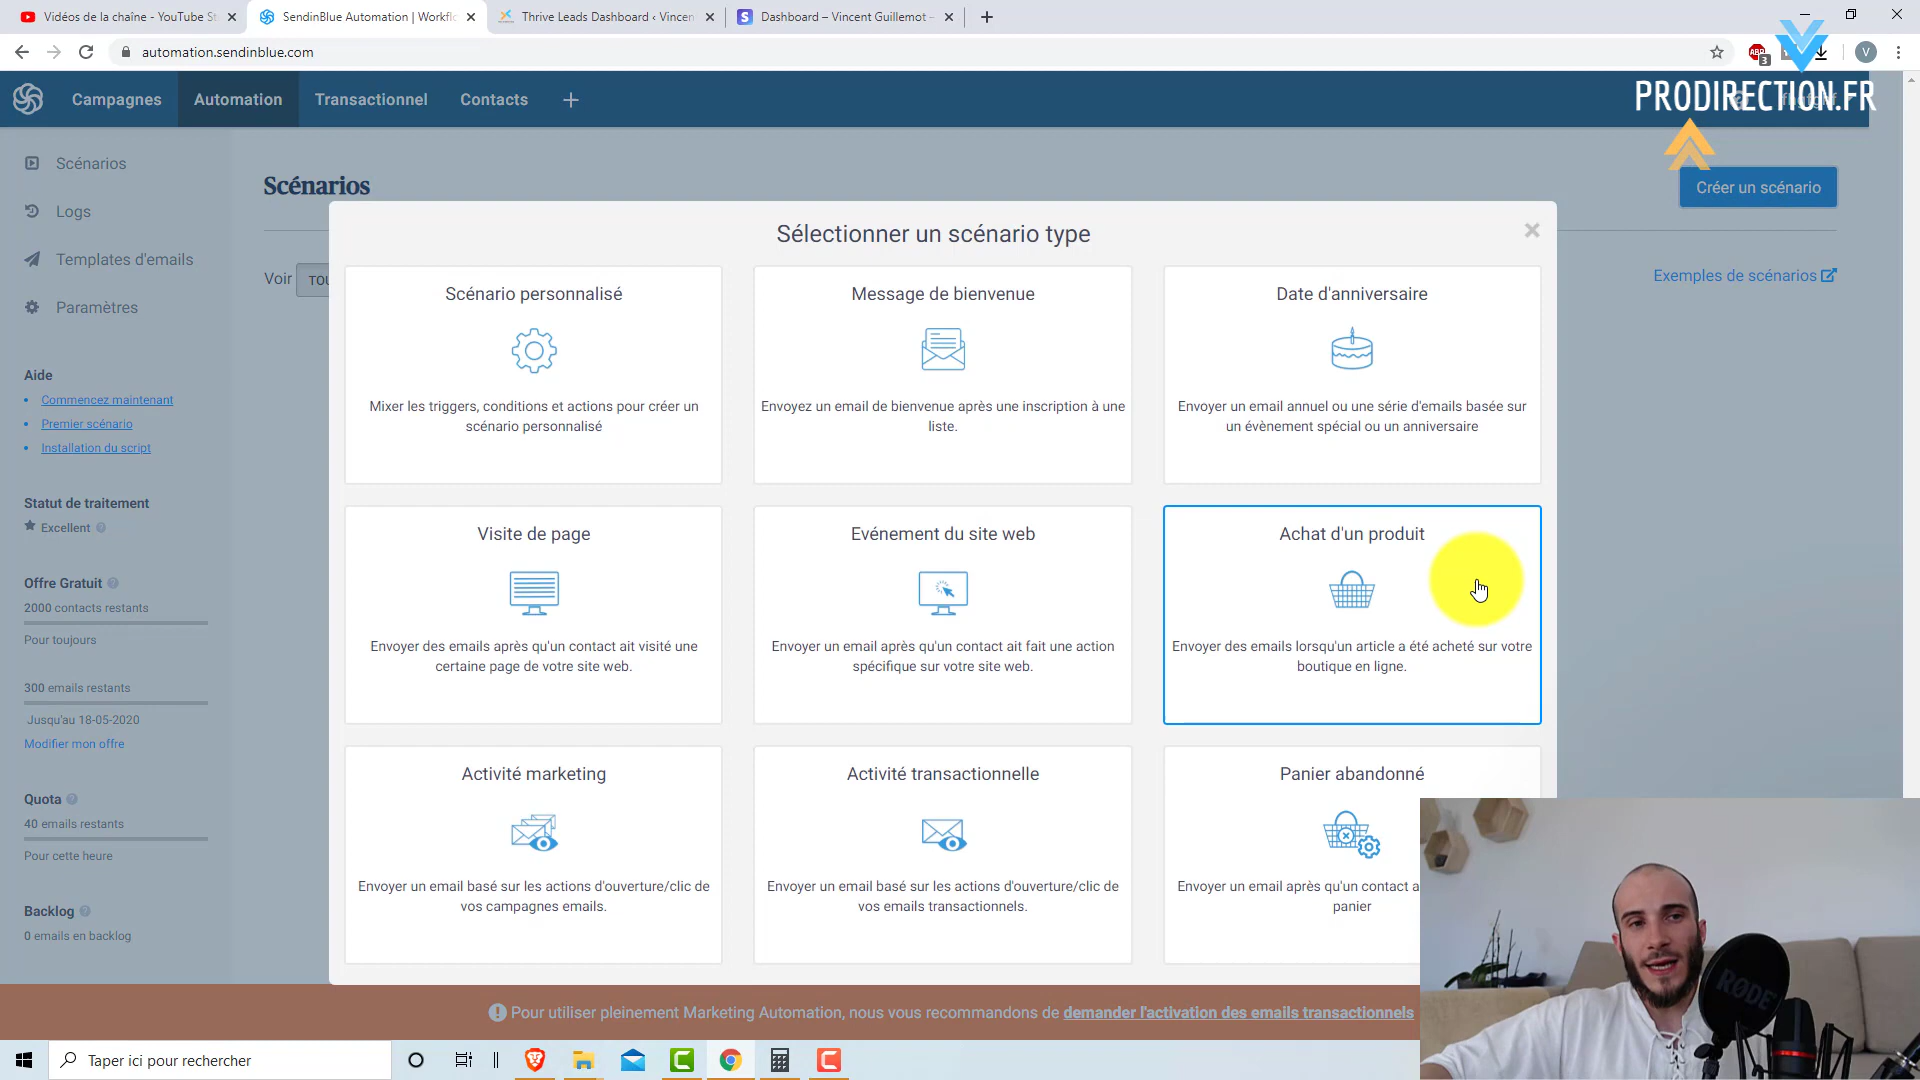 Vidéos de la chaîne - YouTube St
SendinBlue Automation | Workflo
Thrive Leads Dashboard ‹ Vincen
Dashboard – Vincent Guillemot –
automation.sendinblue.com
ABP
3
V
PRODIRECTION.FR
Campagnes
Automation
Transactionnel
Contacts
Scénarios
Logs
Templates d'emails
Paramètres
Aide
Commencez maintenant
Premier scénario
Installation du script
Statut de traitement
Excellent
Offre Gratuit
2000 contacts restants
Pour toujours
300 emails restants
Jusqu'au 18-05-2020
Modifier mon offre
Quota
40 emails restants
Pour cette heure
Backlog
0 emails en backlog
Scénarios
Créer un scénario
Voir
TOU
Exemples de scénarios
Sélectionner un scénario type
Scénario personnalisé
Mixer les triggers, conditions et actions pour créer un
scénario personnalisé
Message de bienvenue
Envoyez un email de bienvenue après une inscription à une
liste.
Date d'anniversaire
Envoyer un email annuel ou une série d'emails basée sur
un évènement spécial ou un anniversaire
Visite de page
Envoyer des emails après qu'un contact ait visité une
certaine page de votre site web.
Evénement du site web
Envoyer un email après qu'un contact ait fait une action
spécifique sur votre site web.
Achat d'un produit
Envoyer des emails lorsqu'un article a été acheté sur votre
boutique en ligne.
Activité marketing
Envoyer un email basé sur les actions d'ouverture/clic de
vos campagnes emails.
Activité transactionnelle
Envoyer un email basé sur les actions d'ouverture/clic de
vos emails transactionnels.
Panier abandonné
Envoyer un email après qu'un contact a
panier
Pour utiliser pleinement Marketing Automation, nous vous recommandons de demander l'activation des emails transactionnels
Taper ici pour rechercher
RØDE